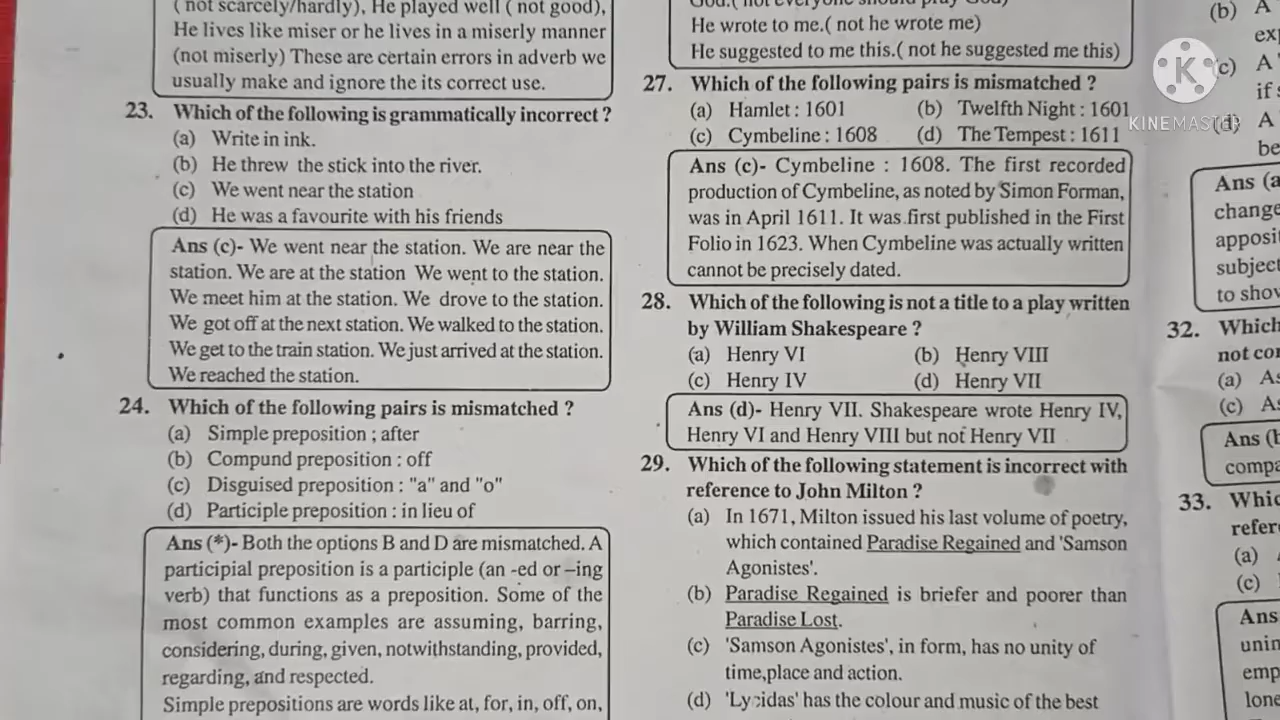 ( not scarcely/hardly), He played well ( not good),
He lives like miser or he lives in a miserly manner
(not miserly) These are certain errors in adverb we
usually make and ignore the its correct use.
23. Which of the following is grammatically incorrect ?
(a) Write in ink.
(b) He threw the stick into the river.
(c) We went near the station
(d) He was a favourite with his friends
Ans (c)- We went near the station. We are near the
station. We are at the station We went to the station.
We meet him at the station. We drove to the station.
We got off at the next station. We walked to the station.
We get to the train station. We just arrived at the station.
We reached the station.
24. Which of the following pairs is mismatched ?
(a) Simple preposition ; after
(b) Compund preposition : off
(c) Disguised preposition : "a" and "o"
(d) Participle preposition : in lieu of
Ans (*)- Both the options B and D are mismatched. A
participial preposition is a participle (an -ed or –ing
verb) that functions as a preposition. Some of the
most common examples are assuming, barring,
considering, during, given, notwithstanding, provided,
regarding, and respected.
Simple prepositions are words like at, for, in, off, on,
God.( not everyone should pray God)
He wrote to me.( not he wrote me)
He suggested to me this.( not he suggested me this)
27. Which of the following pairs is mismatched ?
(a) Hamlet : 1601 (b) Twelfth Night : 1601
(c) Cymbeline : 1608 (d) The Tempest : 1611
Ans (c)- Cymbeline : 1608. The first recorded
production of Cymbeline, as noted by Simon Forman,
was in April 1611. It was first published in the First
Folio in 1623. When Cymbeline was actually written
cannot be precisely dated.
28. Which of the following is not a title to a play written
by William Shakespeare ?
(a) Henry VI (b) Henry VIII
(c) Henry IV (d) Henry VII
Ans (d)- Henry VII. Shakespeare wrote Henry IV,
Henry VI and Henry VIII but not Henry VII
29. Which of the following statement is incorrect with
reference to John Milton ?
(a) In 1671, Milton issued his last volume of poetry,
which contained Paradise Regained and 'Samson
Agonistes'.
(b) Paradise Regained is briefer and poorer than
Paradise Lost.
(c) 'Samson Agonistes', in form, has no unity of
time,place and action.
(d) 'Lycidas' has the colour and music of the best
(b) A
(c) A
if
(d) A
be
Ans (a
change
apposit
subject
to show
32. Which
not
(a)
(c)
Ans
33.
(a)
(c)
Ans
K
KINEMASTER